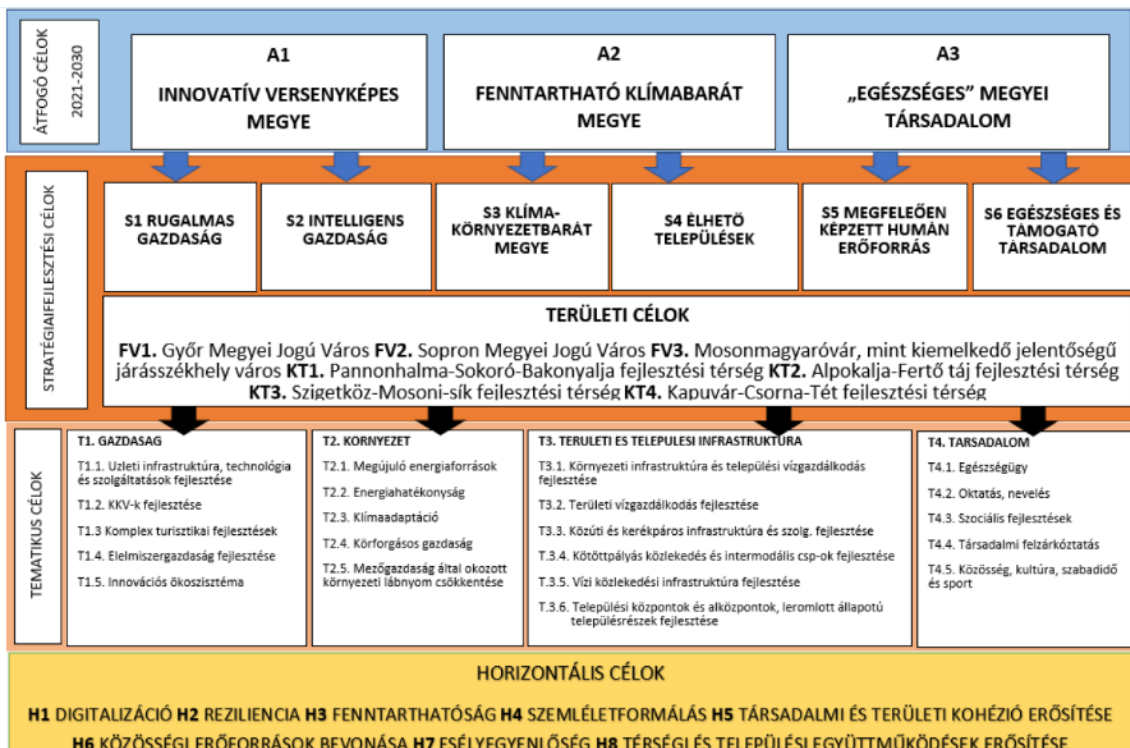 ÁTFOGÓ CÉLOK
2021-2030
A1
INNOVATÍV VERSENYKÉPES
MEGYE
A2
FENNTARTHATÓ KLÍMABARÁT
MEGYE
A3
„EGÉSZSÉGES” MEGYEI
TÁRSADALOM
STRATÉGIAIFEJLESZTÉSI CÉLOK
S1 RUGALMAS
GAZDASÁG
S2 INTELLIGENS
GAZDASÁG
S3 KLÍMA-
KÖRNYEZETBARÁT
MEGYE
S4 ÉLHETŐ
TELEPÜLÉSEK
S5 MEGFELEŐEN
KÉPZETT HUMÁN
ERŐFORRÁS
S6 EGÉSZSÉGES ÉS
TÁMOGATÓ
TÁRSADALOM
TERÜLETI CÉLOK
FV1. Győr Megyei Jogú Város FV2. Sopron Megyei Jogú Város FV3. Mosonmagyaróvár, mint kiemelkedő jelentőségű
járásszékhely város KT1. Pannonhalma-Sokoró-Bakonyalja fejlesztési térség KT2. Alpokalja-Fertő táj fejlesztési térség
KT3. Szigetköz-Mosoni-sík fejlesztési térség KT4. Kapuvár-Csorna-Tét fejlesztési térség
TEMATIKUS CÉLOK
T1. GAZDASAG
T1.1. Uzleti infrastruktúra, technológia
és szolgáltatások fejlesztése
T1.2. KKV-k fejlesztése
T1.3 Komplex turisztikai fejlesztések
T1.4. Elelmiszergazdaság fejlesztése
T1.5. Innovációs ökoszisztéma
T2. KORNYEZET
T2.1. Megújuló energiaforrások
T2.2. Energiahatékonyság
T2.3. Klímaadaptáció
T2.4. Körforgásos gazdaság
T2.5. Mezőgazdaság által okozott
környezeti lábnyom csökkentése
T3. TERULETI ES TELEPULESI INFRASTRUKTÚRA
T3.1. Környezeti infrastruktúra és települési vízgazdálkodás
fejlesztése
T3.2. Területi vízgazdálkodás fejlesztése
T3.3. Közúti és kerékpáros infrastruktúra és szolg. fejlesztése
T.3.4. Kötöttpályás közlekedés és intermodális csp-ok fejlesztése
T.3.5. Vízi közlekedési infrastruktúra fejlesztése
T.3.6. Települési központok és alközpontok, leromlott állapotú
településrészek fejlesztése
T4. TARSADALOM
T4.1. Egészségügy
T4.2. Oktatás, nevelés
T4.3. Szociális fejlesztések
T4.4. Társadalmi felzárkóztatás
T4.5. Közösség, kultúra, szabadidő
és sport
HORIZONTÁLIS CÉLOK
H1 DIGITALIZÁCIÓ H2 REZILIENCIA H3 FENNTARTHATÓSÁG H4 SZEMLÉLETFORMÁLÁS H5 TÁRSADALMI ÉS TERÜLETI KOHÉZIÓ ERŐSÍTÉSE
H6 KÖZÖSSÉGI ERŐFORRÁSOK BEVONÁSA H7 ESÉLYEGYENLŐSÉG H8 TÉRSÉGI ÉS TELEPÜLÉSI EGYÜTTMŰKÖDÉSEK ERŐSÍTÉSE